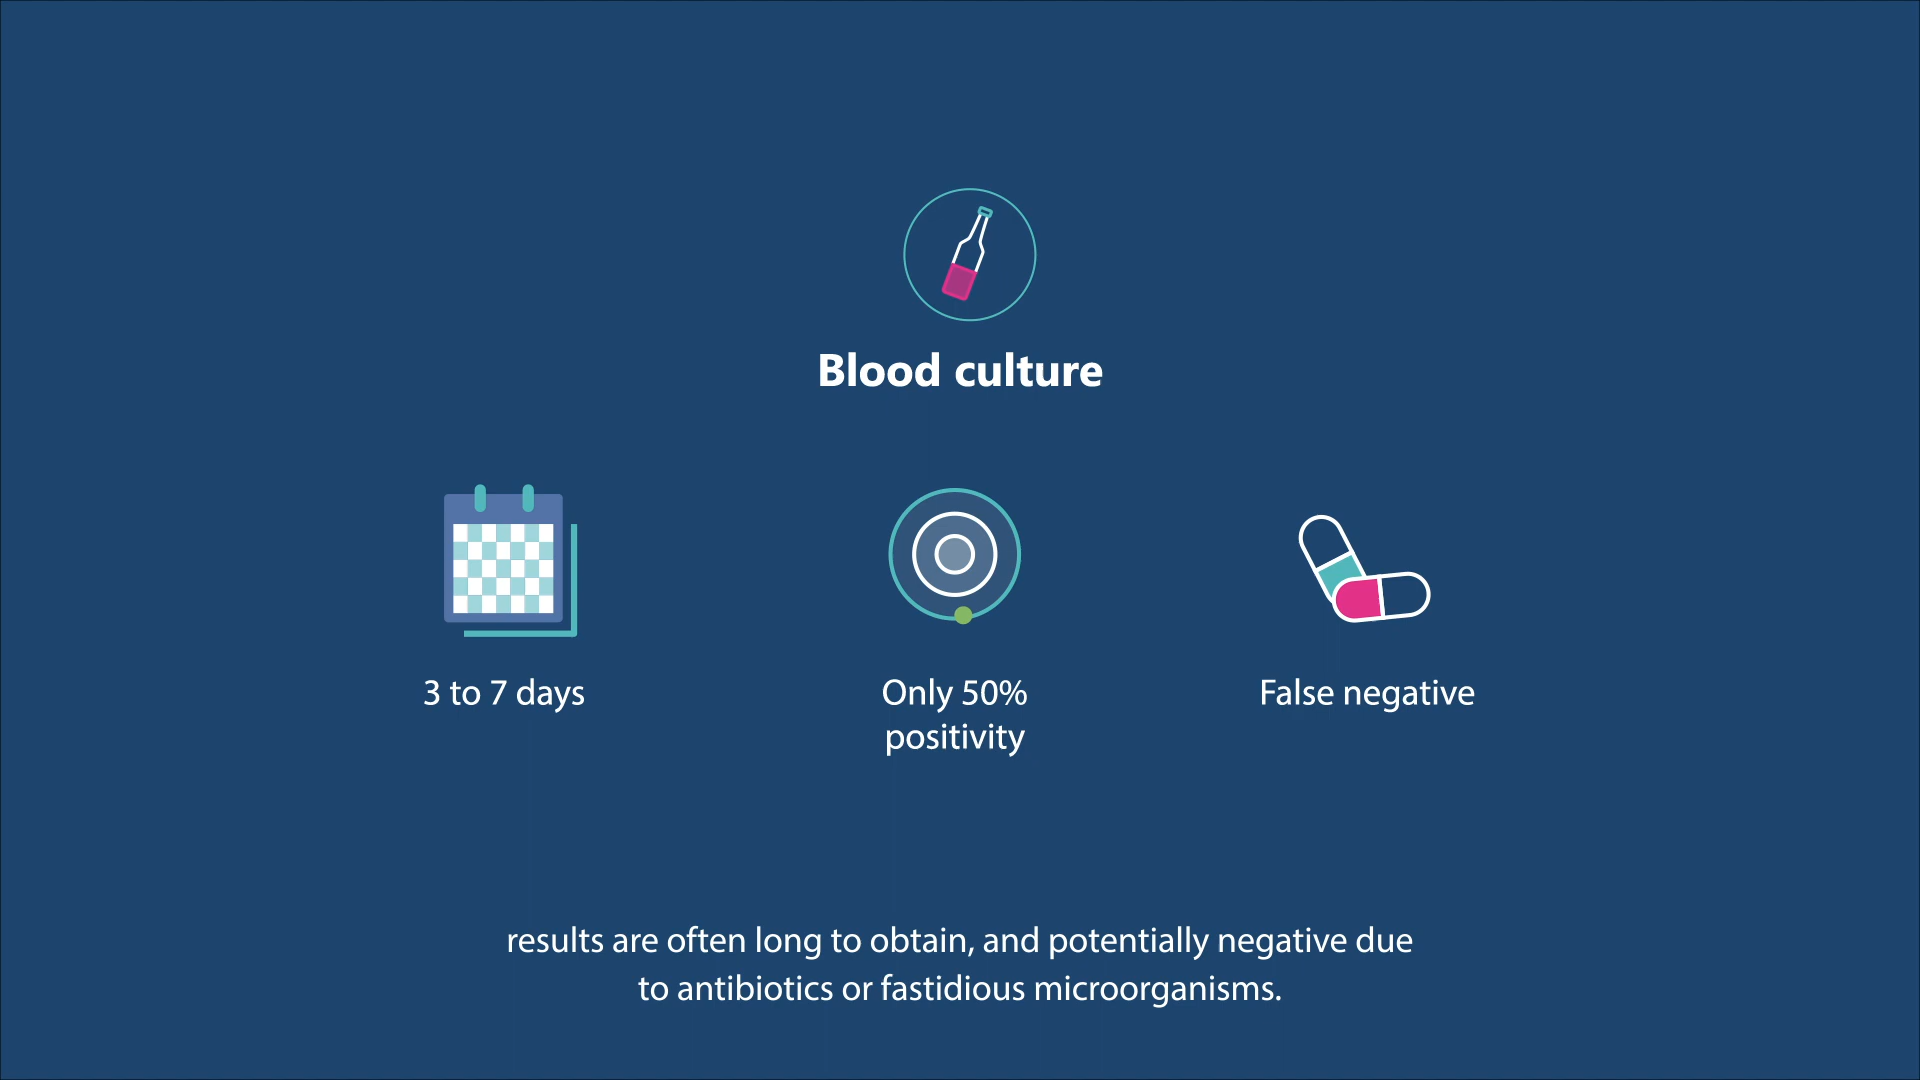 Blood culture
3 to 7 days
Only 50%
positivity
False negative
results are often long to obtain, and potentially negative due
to antibiotics or fastidious microorganisms.